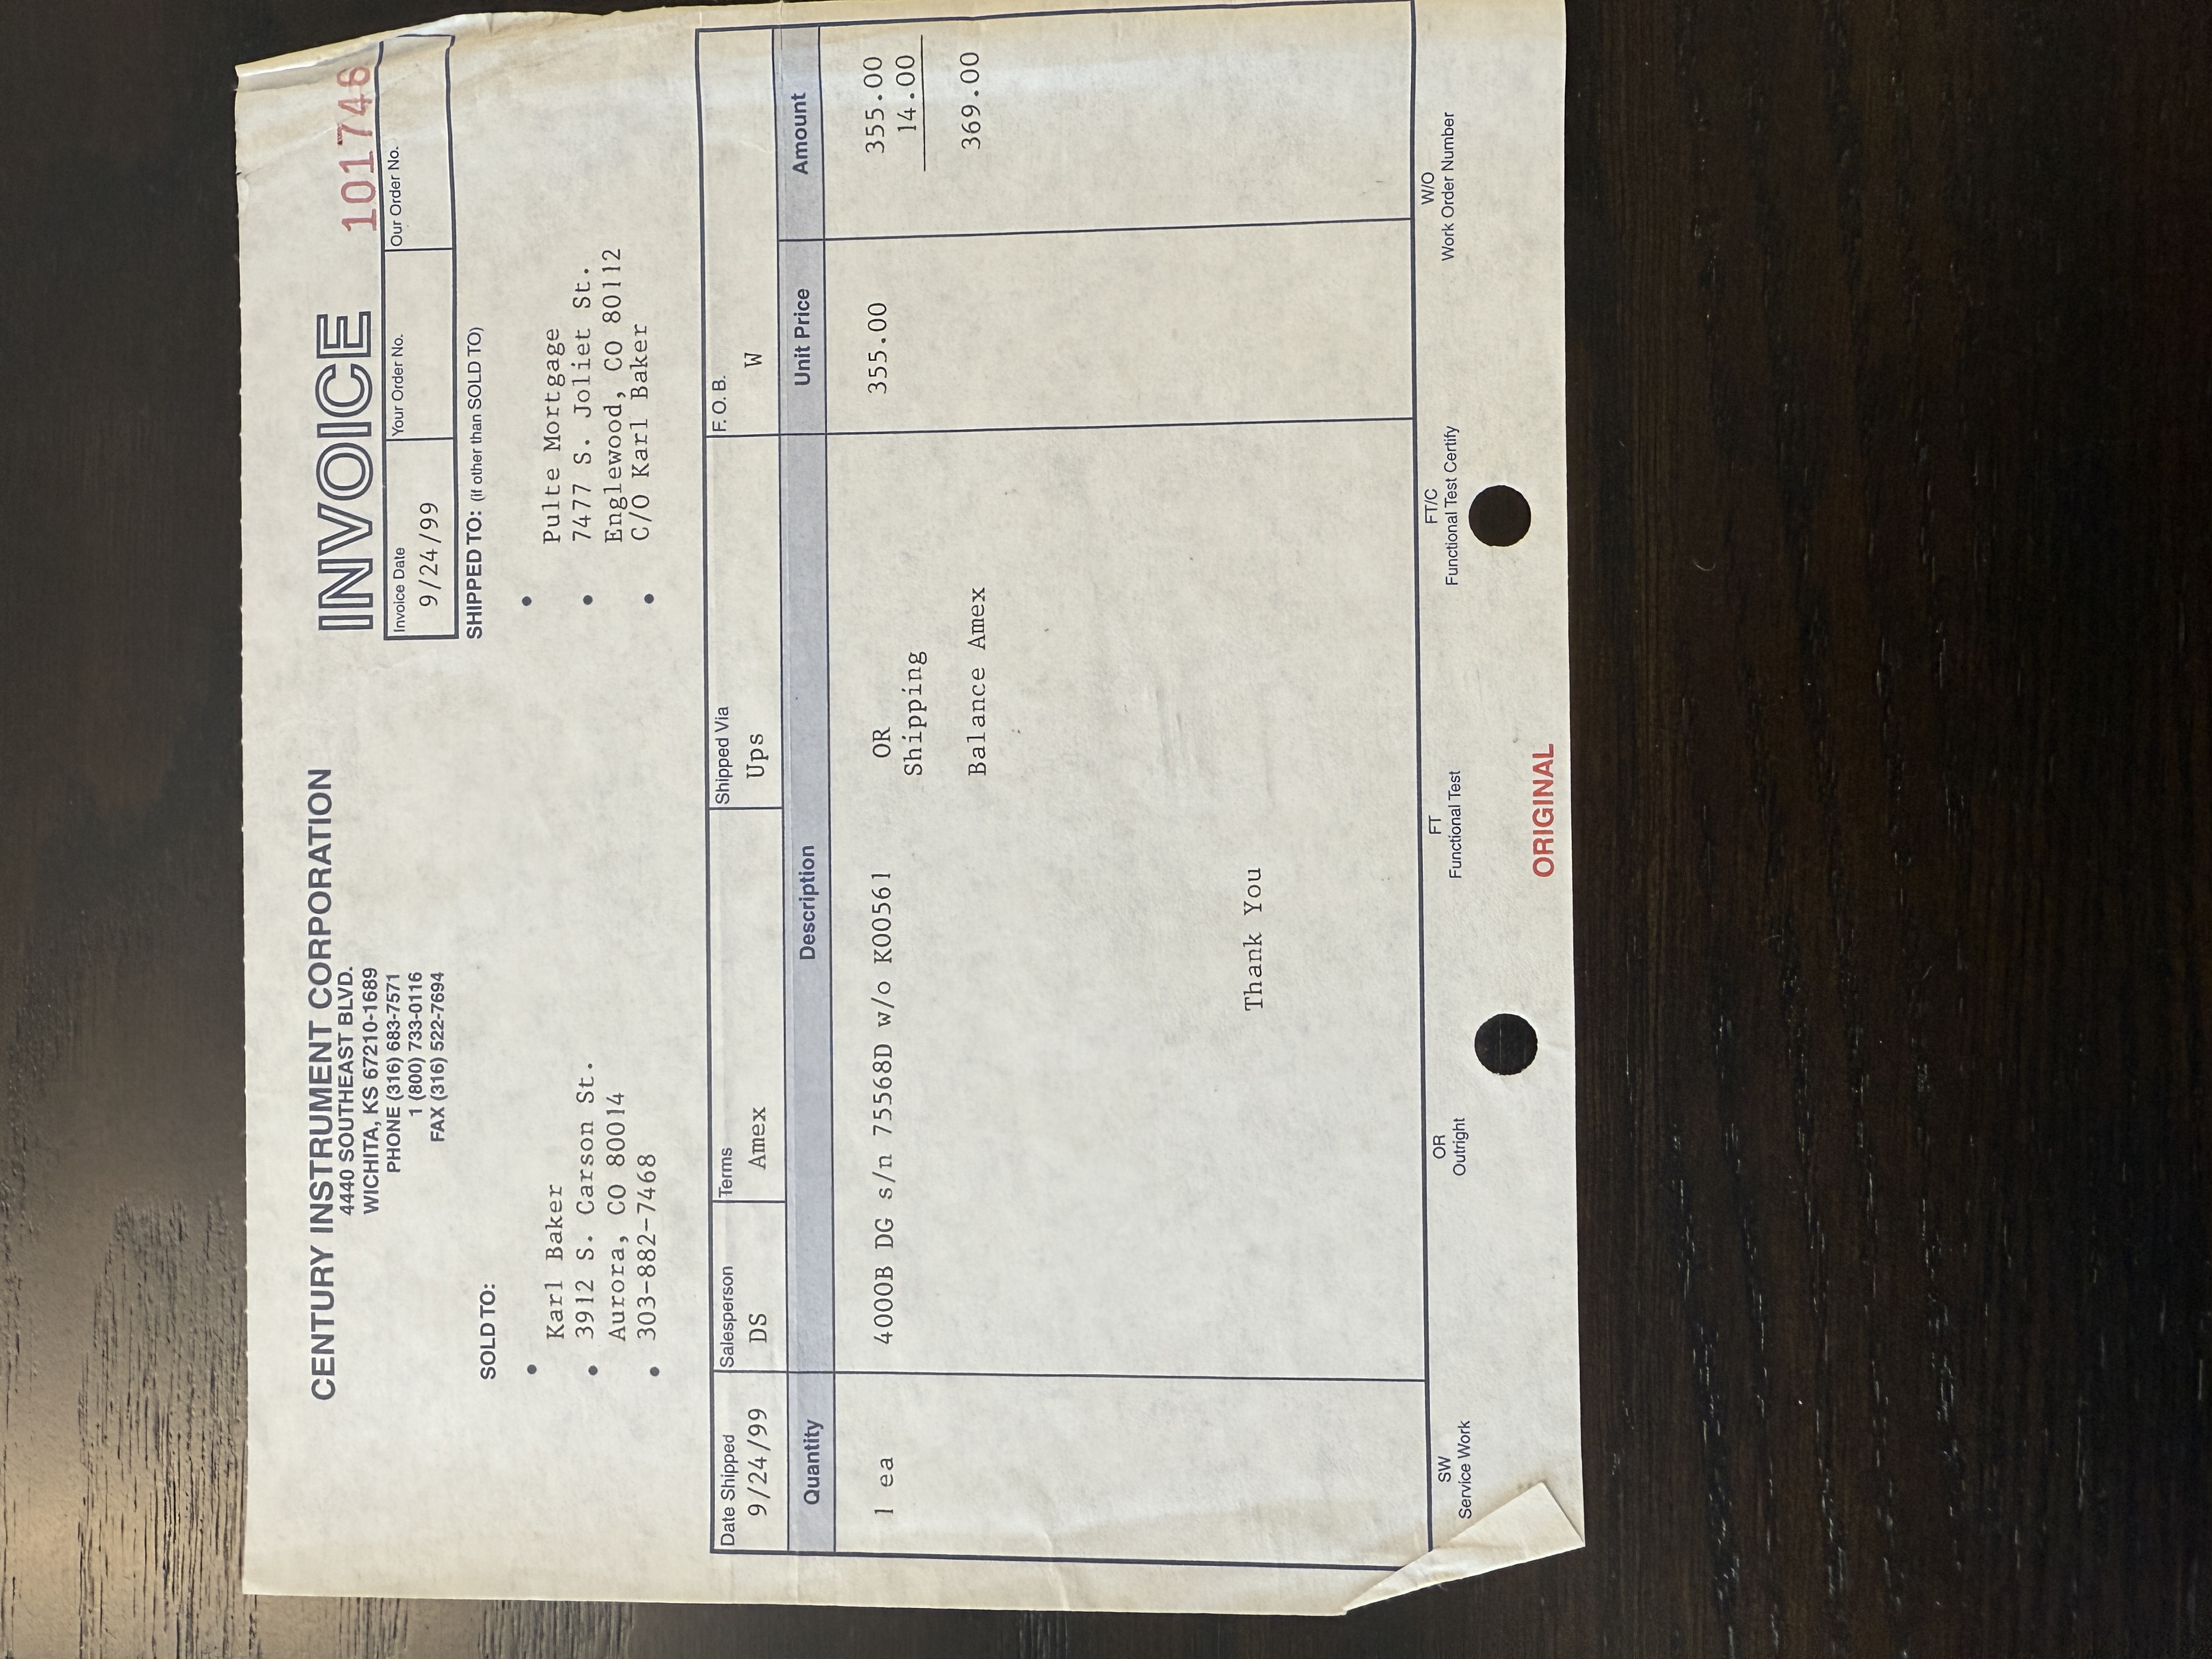 CENTURY INSTRUMENT CORPORATION
4440 SOUTHEAST BLVD.
WICHITA, KS 67210-1689
PHONE (316) 683-7571
1 (800) 733-0116
FAX (316) 522-7694
INVOICE
101746
Invoice Date
Your Order No.
Our Order No.
9/24/99
SOLD TO:
SHIPPED TO: (if other than SOLD TO)
Karl Baker
3912 S. Carson St.
Aurora, CO 80014
303-882-7468
Pulte Mortgage
7477 S. Joliet St.
Englewood, CO 80112
C/O Karl Baker
Date Shipped
Salesperson
Terms
Shipped Via
F. O. B.
9/24/99
DS
Amex
Ups
W
Quantity
Description
Unit Price
Amount
1 ea
4000B DG s/n 75568D w/o K00561
OR
355.00
355.00
Shipping
14.00
Balance Amex
369.00
Thank You
SW
Service Work
OR
Outright
FT
Functional Test
FT/C
Functional Test Certify
W/O
Work Order Number
ORIGINAL